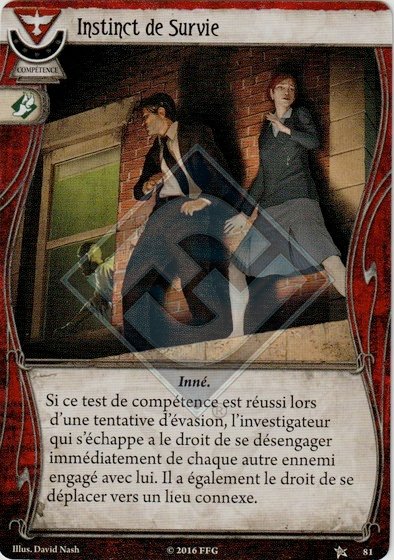 Instinct de Survie
COMPÉTENCE
Inné.
Si ce test de compétence est réussi lors
d'une tentative d'évasion, l'investigateur
qui s'échappe a le droit de se désengager
immédiatement de chaque autre ennemi
engagé avec lui. Il a également le droit de se
déplacer vers un lieu connexe.
Illus. David Nash
© 2016 FFG
81